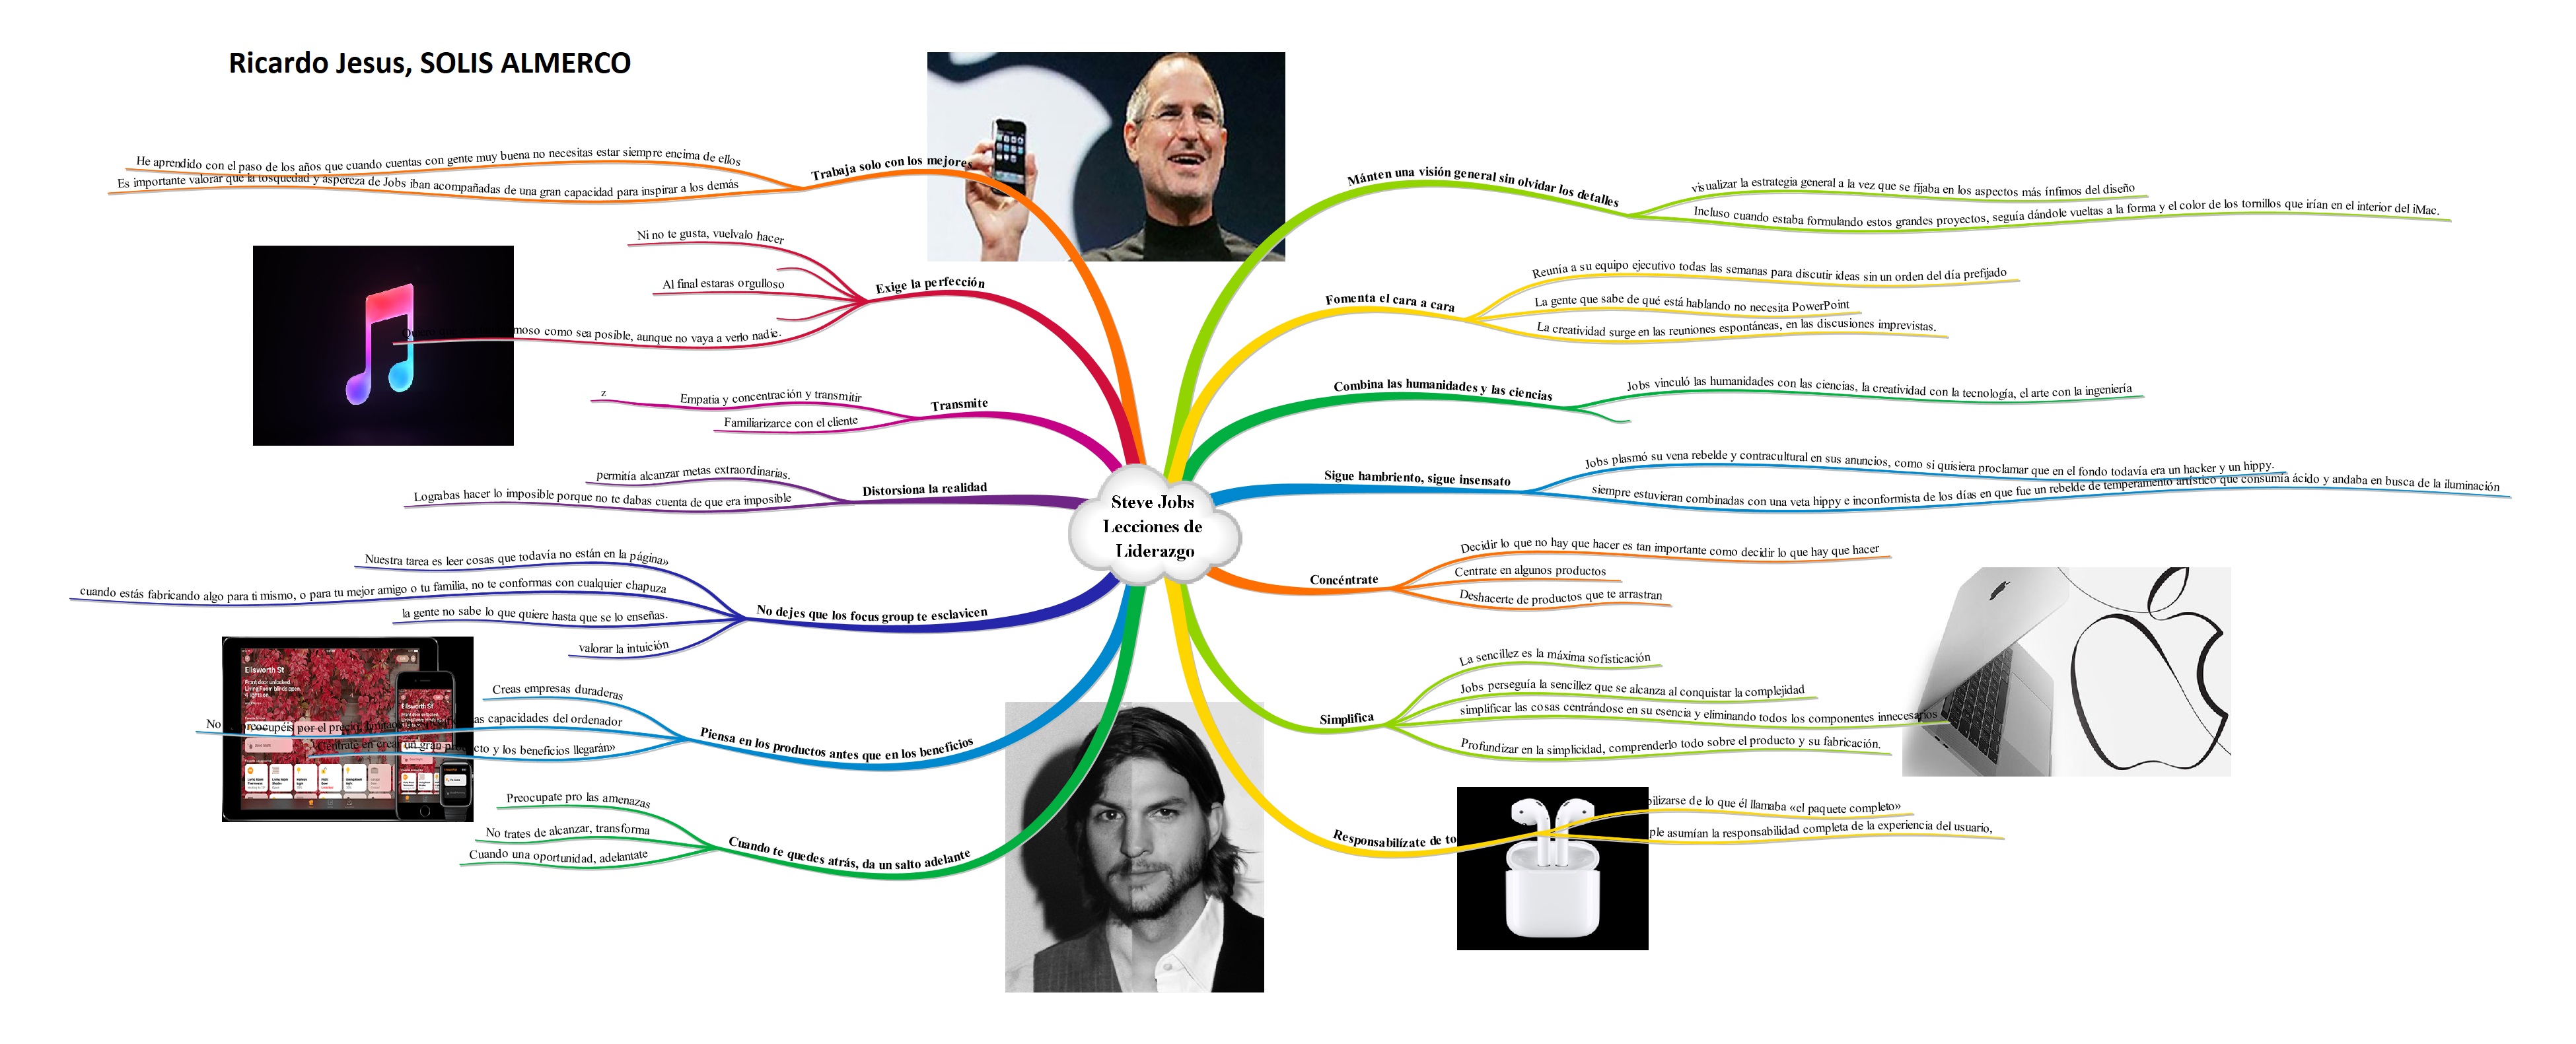 Ricardo Jesus, SOLIS ALMERCO
Steve Jobs
Lecciones de
Liderazgo
Trabaja solo con los mejores
He aprendido con el paso de los años que cuando cuentas con gente muy buena no necesitas estar siempre encima de ellos
Es importante valorar que la tosquedad y aspereza de Jobs iban acompañadas de una gran capacidad para inspirar a los demás
Exige la perfección
Ni no te gusta, vuelvalo hacer
Al final estaras orgulloso
como sea posible, aunque no vaya a verlo nadie.
Transmite
Empatia y concentración y transmitir
z
Familiarizarce con el cliente
Distorsiona la realidad
permitía alcanzar metas extraordinarias.
Lograbas hacer lo imposible porque no te dabas cuenta de que era imposible
No dejes que los focus group te esclavicen
Nuestra tarea es leer cosas que todavía no están en la página»
cuando estás fabricando algo para ti mismo, o para tu mejor amigo o tu familia, no te conformas con cualquier chapuza
la gente no sabe lo que quiere hasta que se lo enseñas.
valorar la intuición
Piensa en los productos antes que en los beneficios
Creas empresas duraderas
No preocupéis por el precio, capacidades del ordenador
en crear un gran y los beneficios llegarán»
Ellsworth St
Ellsworth St
Cuando te quedes atrás, da un salto adelante
Preocupate pro las amenazas
No trates de alcanzar, transforma
Cuando una oportunidad, adelantate
Mánten una visión general sin olvidar los detalles
visualizar la estrategia general a la vez que se fijaba en los aspectos más ínfimos del diseño
Incluso cuando estaba formulando estos grandes proyectos, seguía dándole vueltas a la forma y el color de los tornillos que irían en el interior del iMac.
Fomenta el cara a cara
Reunía a su equipo ejecutivo todas las semanas para discutir ideas sin un orden del día prefijado
La gente que sabe de qué está hablando no necesita PowerPoint
La creatividad surge en las reuniones espontáneas, en las discusiones imprevistas.
Combina las humanidades y las ciencias
Jobs vinculó las humanidades con las ciencias, la creatividad con la tecnología, el arte con la ingeniería
Sigue hambriento, sigue insensato
Jobs plasmó su vena rebelde y contracultural en sus anuncios, como si quisiera proclamar que en el fondo todavía era un hacker y un hippy.
siempre estuvieran combinadas con una veta hippy e inconformista de los días en que fue un rebelde de temperamento artístico que consumía ácido y andaba en busca de la iluminación
Concéntrate
Decidir lo que no hay que hacer es tan importante como decidir lo que hay que hacer
Centrate en algunos productos
Deshacerte de productos que te arrastran
Simplifica
La sencillez es la máxima sofisticación
Jobs perseguía la sencillez que se alcanza al conquistar la complejidad
simplificar las cosas centrándose en su esencia y eliminando todos los componentes innecesarios
Profundizar en la simplicidad, comprenderlo todo sobre el producto y su fabricación.
Responsabilízate de to
bilizarse de lo que él llamaba «el paquete completo»
ple asumían la responsabilidad completa de la experiencia del usuario,